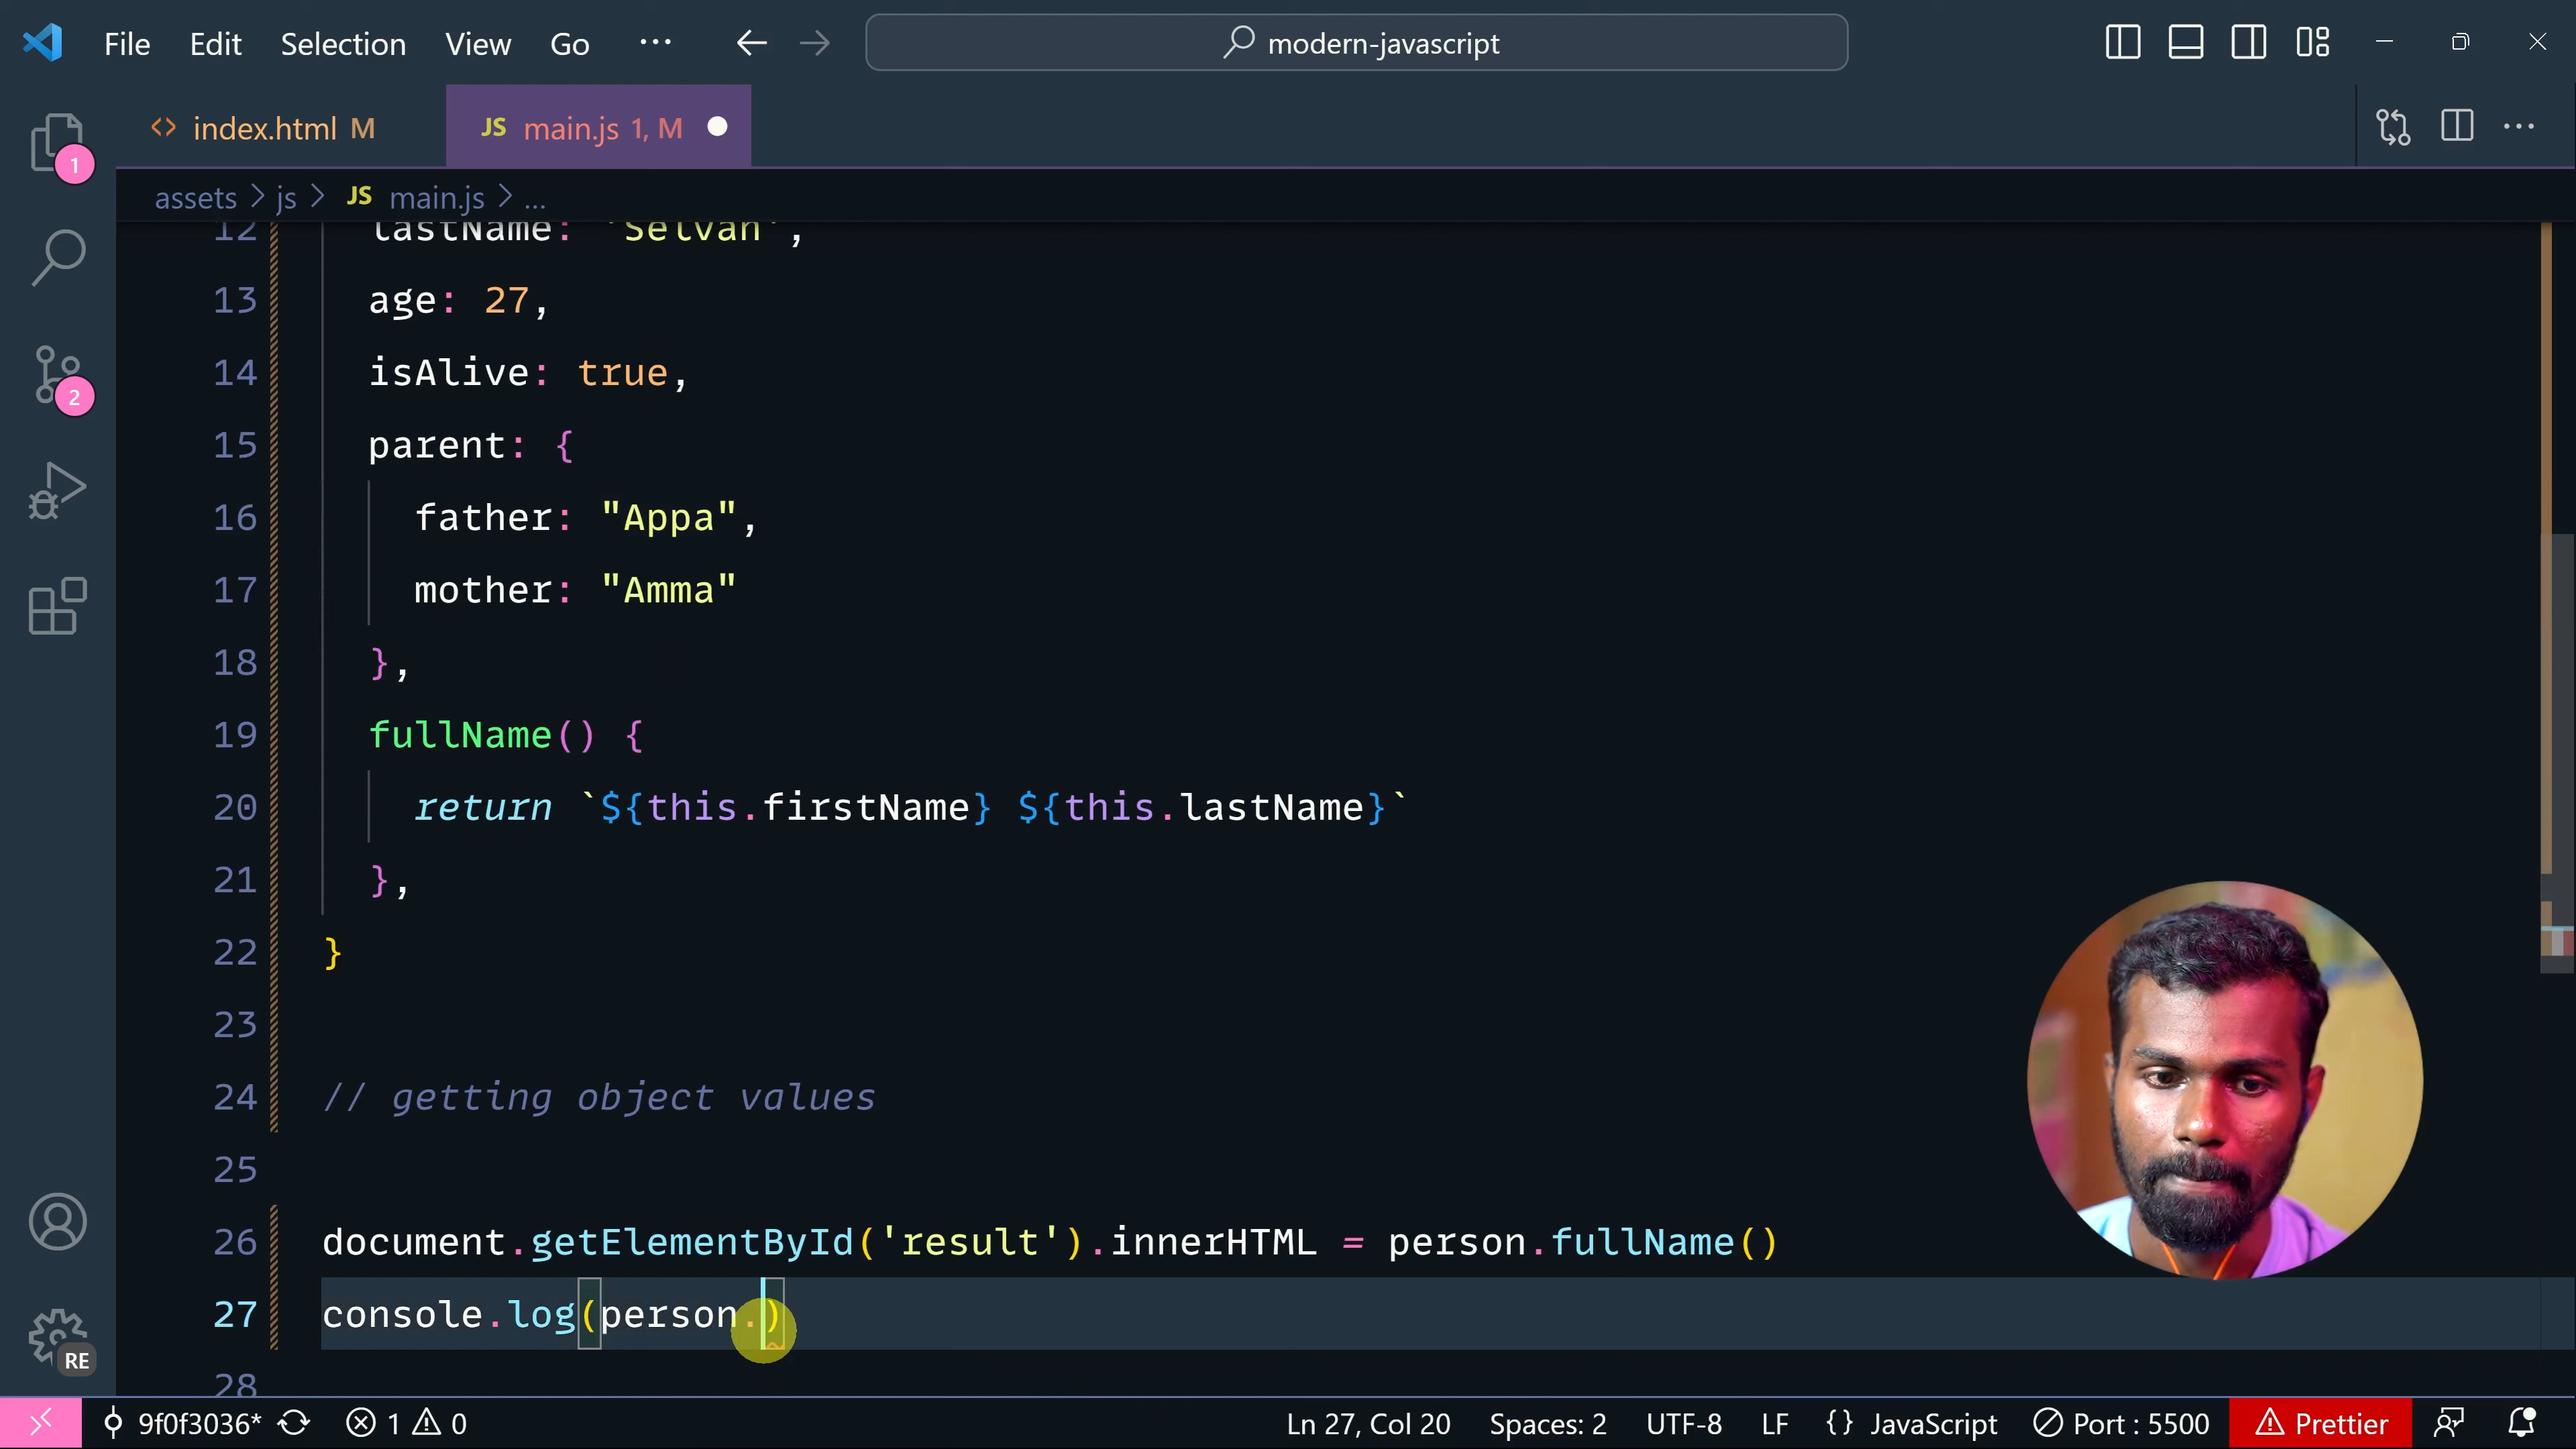 File Edit Selection View Go ... modern-javascript
index.html M JS main.js 1, M
assets > js > JS main.js > ...
1
2
12 lastName: `Selvan`,
13 age: 27,
14 isAlive: true,
15 parent: {
16 father: "Appa",
17 mother: "Amma"
18 },
19 fullName() {
20 return `${this.firstName} ${this.lastName}`
21 },
22 }
23
24 // getting object values
25
26 document.getElementById('result').innerHTML = person.fullName()
27 console.log(person.)
28
RE
9f0f3036* 1 0 Ln 27, Col 20 Spaces: 2 UTF-8 LF {} JavaScript Port : 5500 Prettier